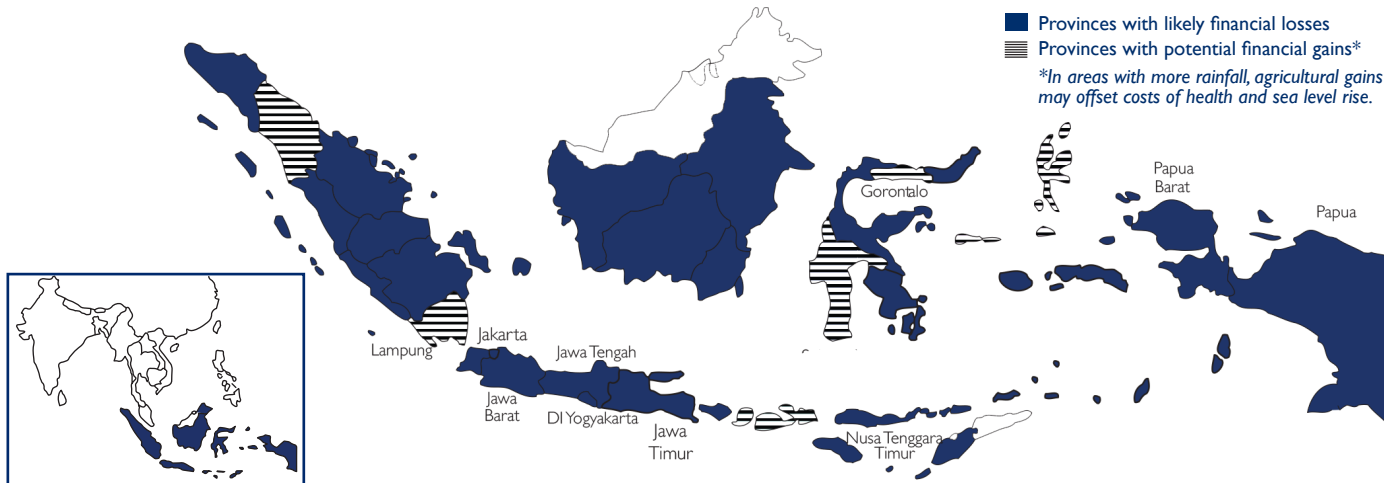 Provinces with likely financial losses
Provinces with potential financial gains*
*In areas with more rainfall, agricultural gains
may offset costs of health and sea level rise.
Papua
Barat
Gorontalo
Papua
Lampung
Jakarta
Jawa Tengah
Jawa
Barat
DI Yogyakarta
Jawa
Timur
Nusa Tenggara
Timur